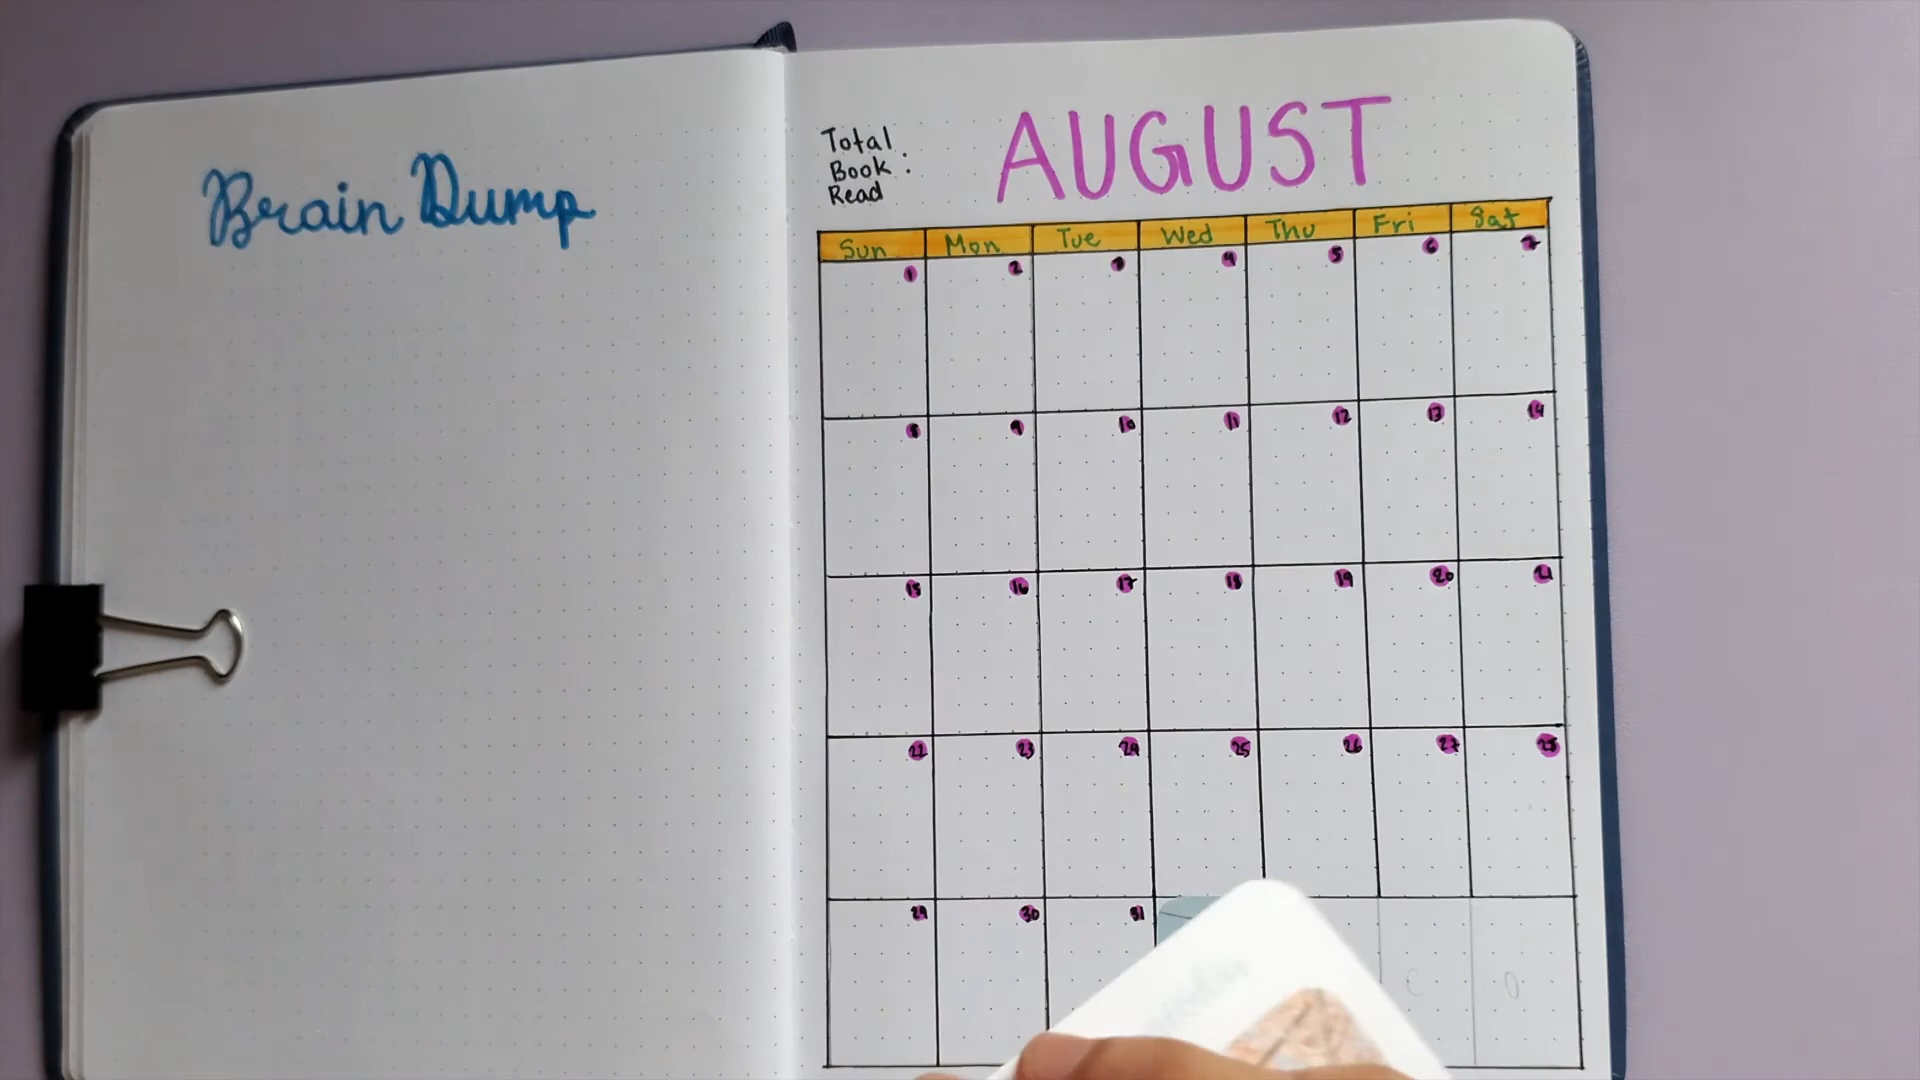 Brain Dump
AUGUST
Total
Book :
Read
Sun Mon Tue Wed Thu Fri Sat
1 2 3 4 5 6 7
8 9 10 11 12 13 14
15 16 17 18 19 20 21
22 23 24 25 26 27 28
29 30 31
C O